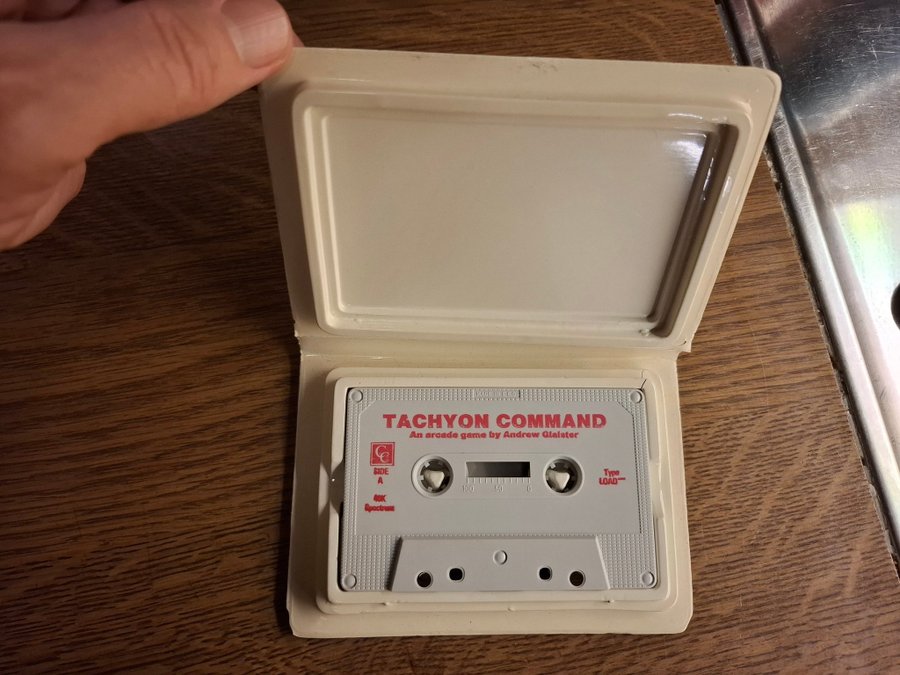 TACHYON COMMAND
An arcade game by Andrew Glaister
CC
SIDE
A
48K
Spectrum
Type
LOAD""
100 50 0